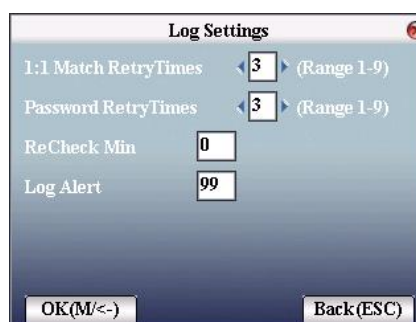 Log Settings
1:1 Match RetryTimes 3 (Range 1-9)
Password RetryTimes 3 (Range 1-9)
ReCheck Min 0
Log Alert 99
OK(M/<-) Back(ESC)